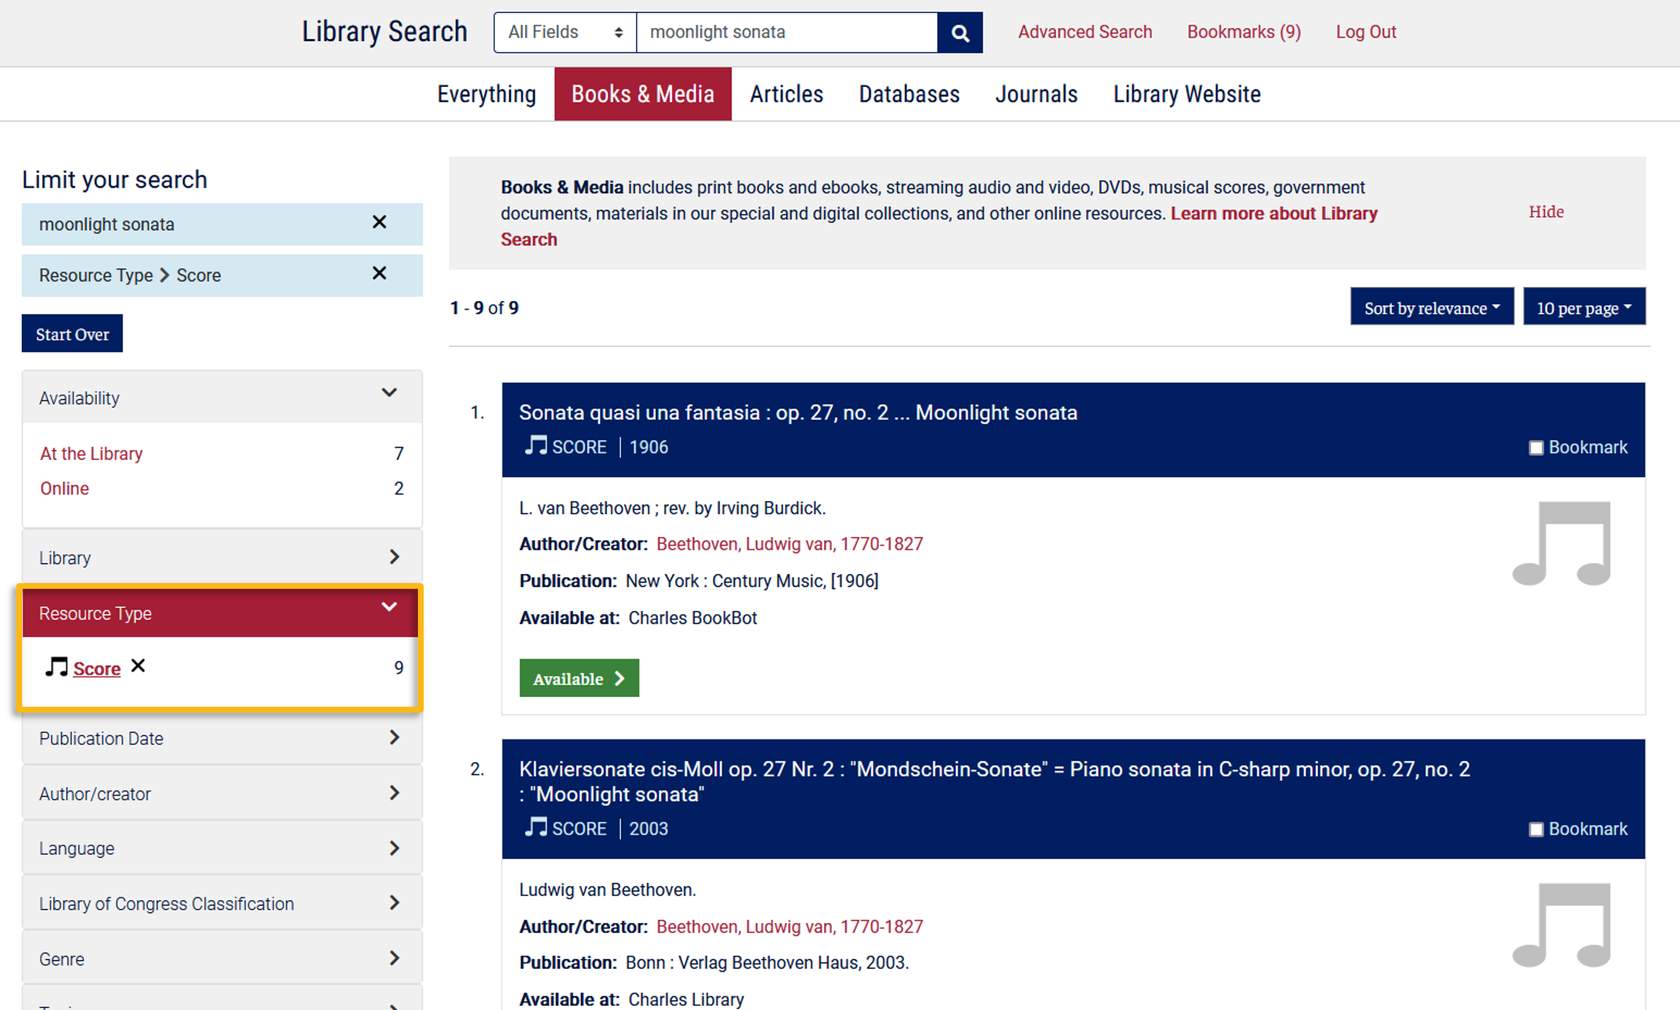 Library Search
All Fields
moonlight sonata
Advanced Search
Bookmarks (9)
Log Out
Everything
Books & Media
Articles
Databases
Journals
Library Website
Limit your search
moonlight sonata
Resource Type > Score
Start Over
Availability
At the Library 7
Online 2
Library
Resource Type
Score 9
Publication Date
Author/creator
Language
Library of Congress Classification
Genre
Books & Media includes print books and ebooks, streaming audio and video, DVDs, musical scores, government
documents, materials in our special and digital collections, and other online resources. Learn more about Library
Search
Hide
1 - 9 of 9
Sort by relevance
10 per page
1. Sonata quasi una fantasia : op. 27, no. 2 ... Moonlight sonata
SCORE | 1906
Bookmark
L. van Beethoven ; rev. by Irving Burdick.
Author/Creator: Beethoven, Ludwig van, 1770-1827
Publication: New York : Century Music, [1906]
Available at: Charles BookBot
Available
2. Klaviersonate cis-Moll op. 27 Nr. 2 : "Mondschein-Sonate" = Piano sonata in C-sharp minor, op. 27, no. 2
: "Moonlight sonata"
SCORE | 2003
Bookmark
Ludwig van Beethoven.
Author/Creator: Beethoven, Ludwig van, 1770-1827
Publication: Bonn : Verlag Beethoven Haus, 2003.
Available at: Charles Library